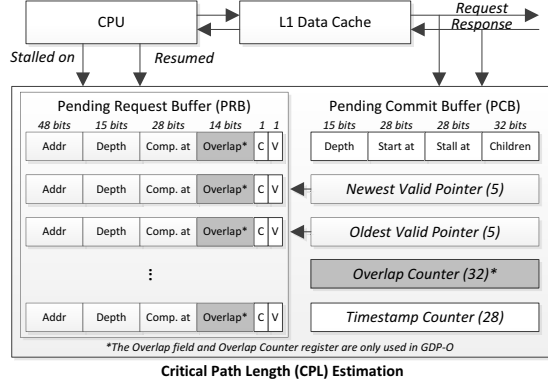 CPU
L1 Data Cache
Request
Response
Stalled on
Resumed
Pending Request Buffer (PRB)
48 bits 15 bits 28 bits 14 bits 1 1
Addr Depth Comp. at Overlap* C V
Addr Depth Comp. at Overlap* C V
Addr Depth Comp. at Overlap* C V
⋮
Addr Depth Comp. at Overlap* C V
Pending Commit Buffer (PCB)
15 bits 28 bits 28 bits 32 bits
Depth Start at Stall at Children
Newest Valid Pointer (5)
Oldest Valid Pointer (5)
Overlap Counter (32)*
Timestamp Counter (28)
*The Overlap field and Overlap Counter register are only used in GDP-O
Critical Path Length (CPL) Estimation